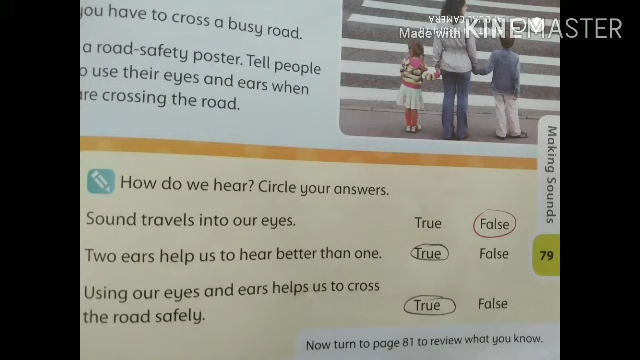 you have to cross a busy road.
a road-safety poster. Tell people
use their eyes and ears when
are crossing the road.
Made with KINEMASTER
Making Sounds
How do we hear? Circle your answers.
Sound travels into our eyes. True False
Two ears help us to hear better than one. True False
79
Using our eyes and ears helps us to cross
the road safely. True False
Now turn to page 81 to review what you know.